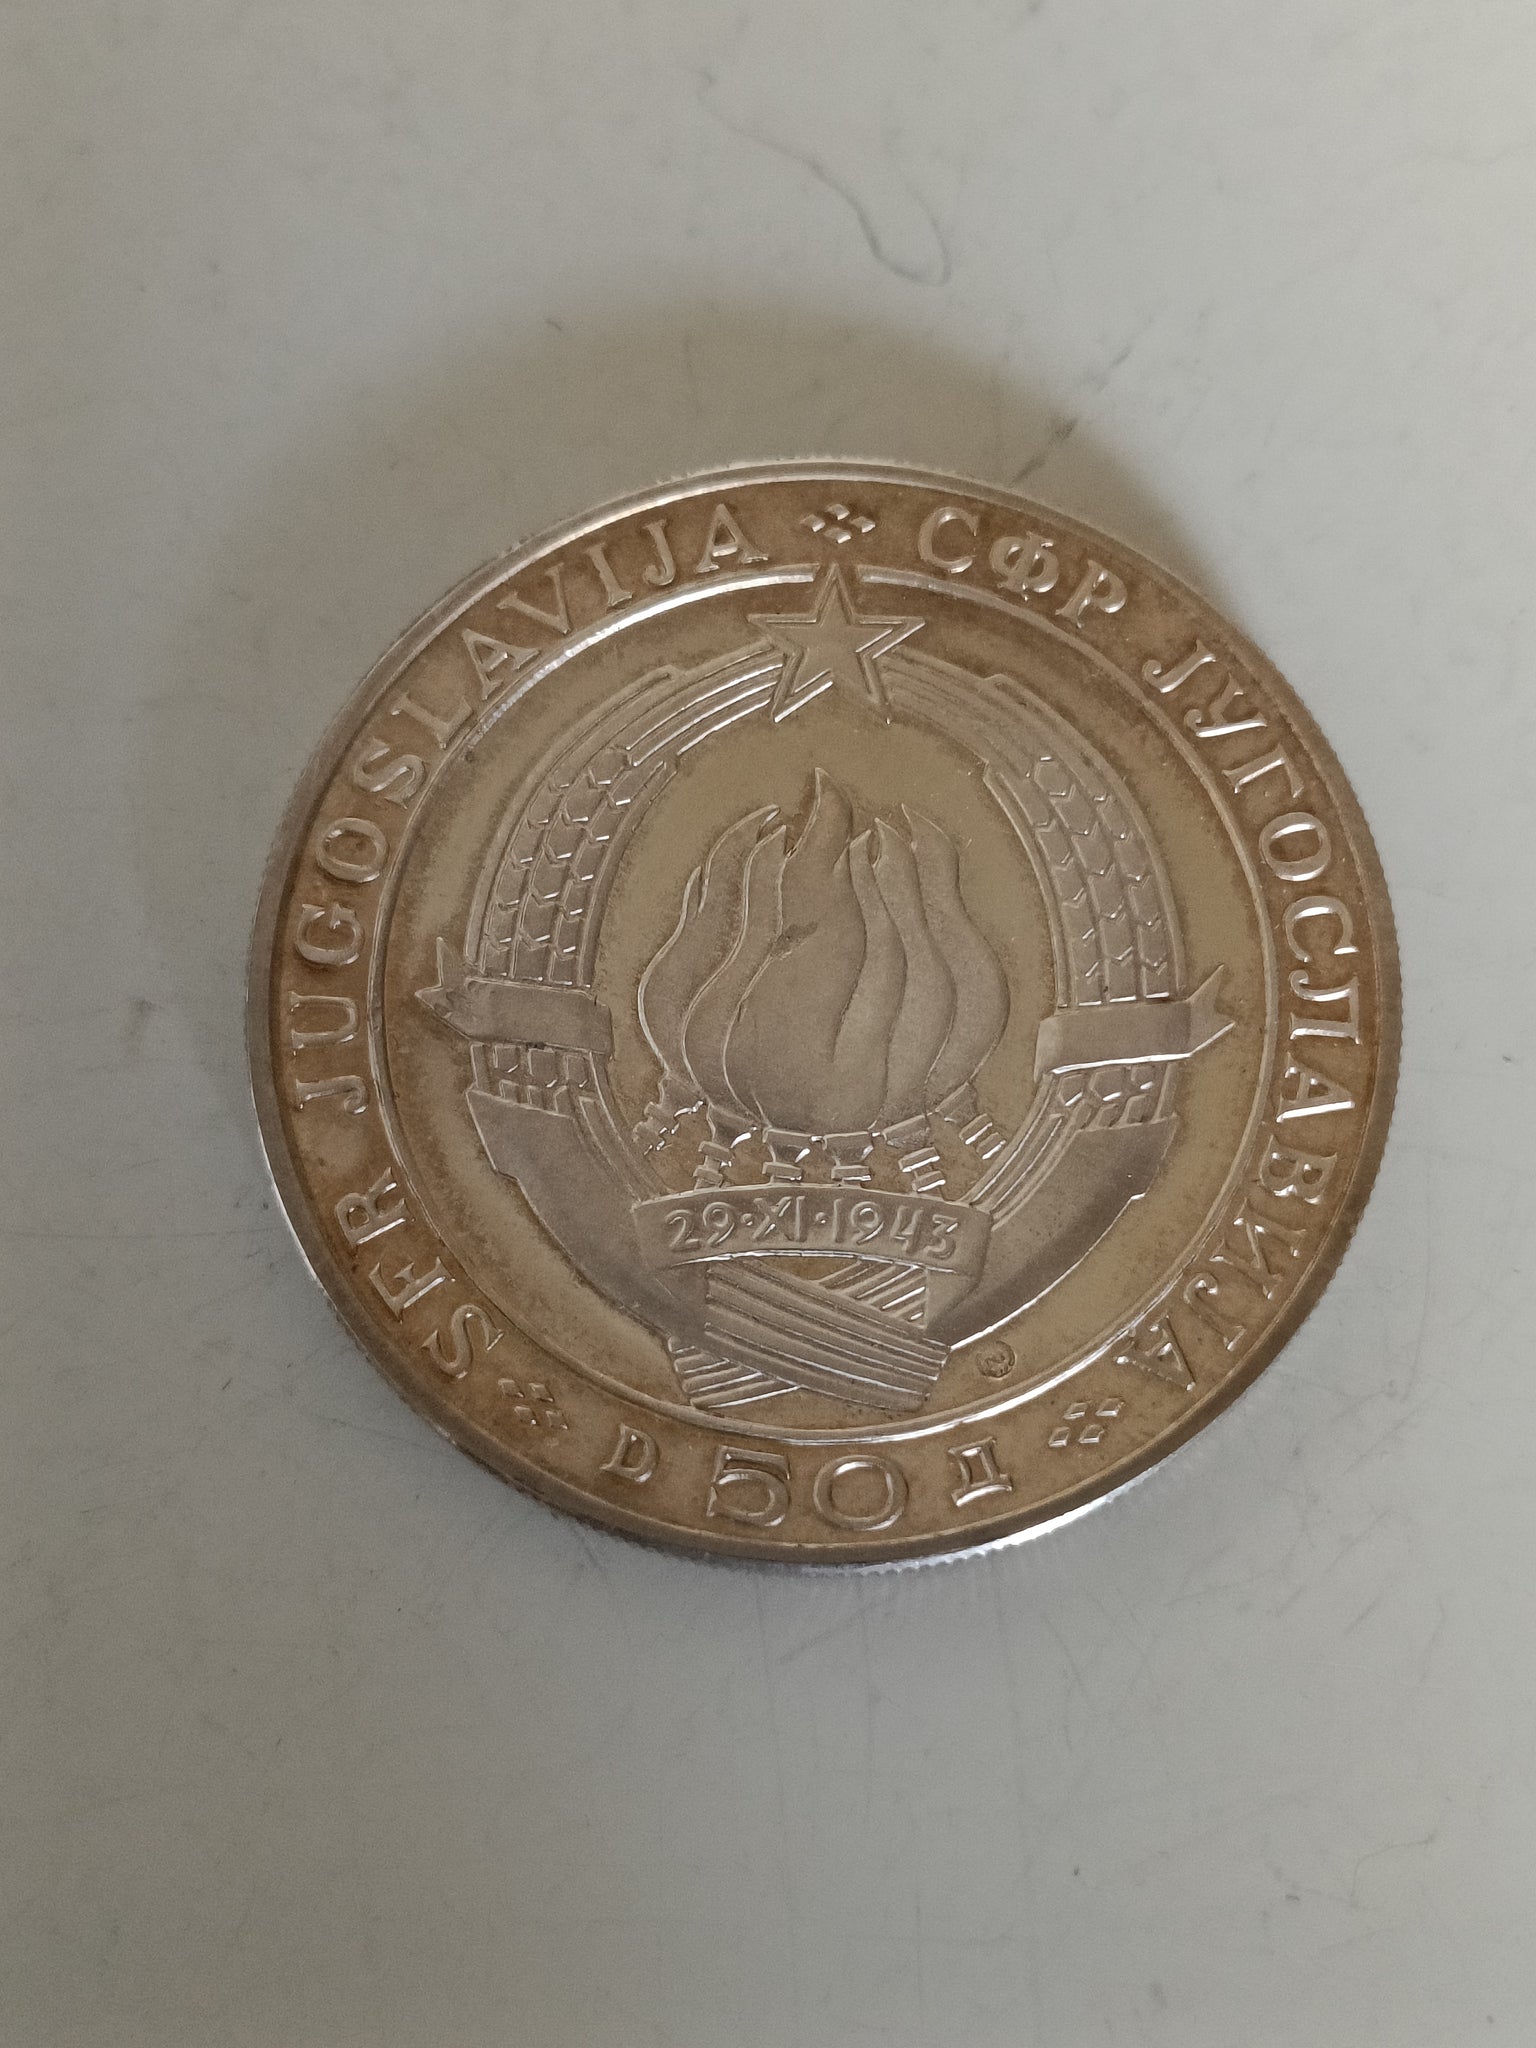 SFR JUGOSLAVIJA
СФР ЈУГОСЛАВИЈА
29·XI·1943
D 50 Д